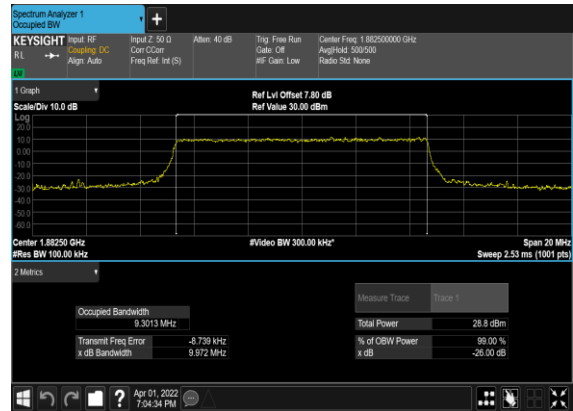 Spectrum Analyzer 1
Occupied BW
+
KEYSIGHT Input: RF Input Z: 50 Ω Atten: 40 dB Trig: Free Run Center Freq: 1.882500000 GHz
RL Coupling: DC Corr CCorr Gate: Off Avg|Hold: 500/500
Align: Auto Freq Ref: Int (S) #IF Gain: Low Radio Std: None
1 Graph Ref Lvl Offset 7.80 dB
Scale/Div 10.0 dB Ref Value 30.00 dBm
Log
20.0
10.0
0.00
-10.0
-20.0
-30.0
-40.0
-50.0
-60.0
Center 1.88250 GHz #Video BW 300.00 kHz* Span 20 MHz
#Res BW 100.00 kHz Sweep 2.53 ms (1001 pts)
2 Metrics
Measure Trace Trace 1
Occupied Bandwidth
9.3013 MHz Total Power 28.8 dBm
Transmit Freq Error -8.739 kHz % of OBW Power 99.00 %
x dB Bandwidth 9.972 MHz x dB -26.00 dB
? Apr 01, 2022
7:04:34 PM